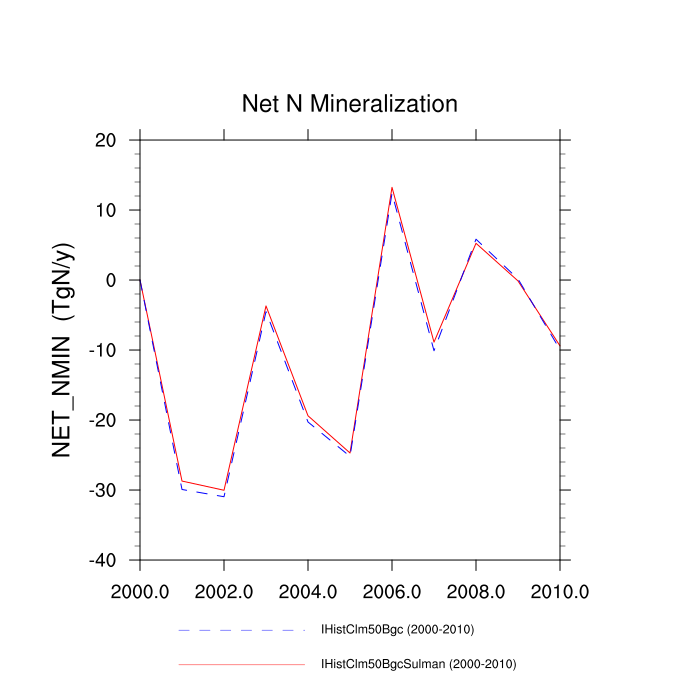 Net N Mineralization
NET_NMIN (TgN/y)
20
10
0
-10
-20
-30
-40
2000.0 2002.0 2004.0 2006.0 2008.0 2010.0
IHistClm50Bgc (2000-2010)
IHistClm50BgcSulman (2000-2010)